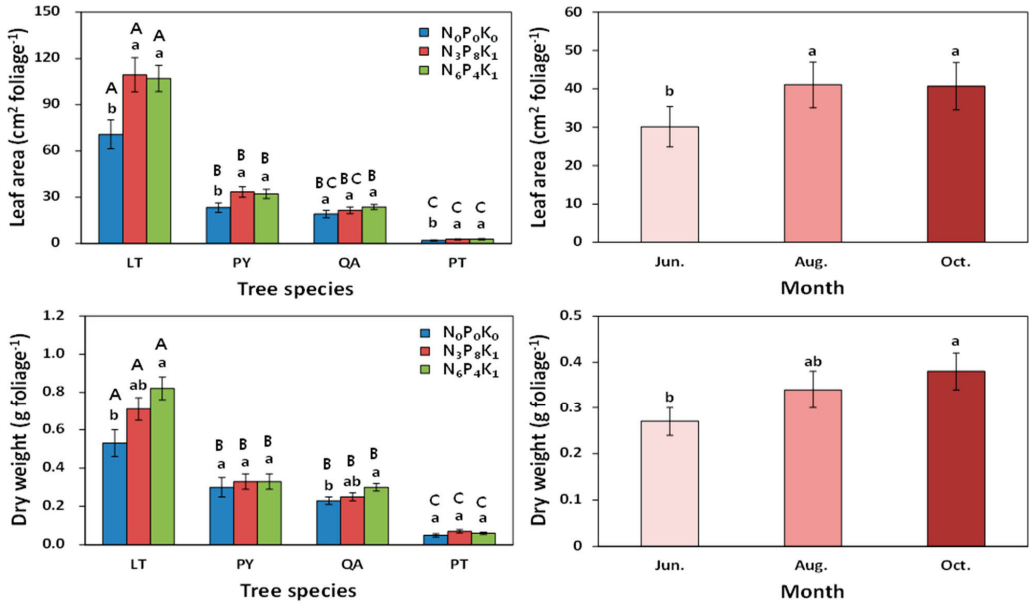 Leaf area (cm² foliage⁻¹)
150
120
90
60
30
0
N₀P₀K₀
N₃P₈K₁
N₆P₄K₁
A A A
b a a
B B B
b a a
BC BC B
a a a
C C C
b a a
LT PY QA PT
Tree species
Leaf area (cm² foliage⁻¹)
60
50
40
30
20
10
0
b a a
Jun. Aug. Oct.
Month
Dry weight (g foliage⁻¹)
1.2
1.0
0.8
0.6
0.4
0.2
0.0
N₀P₀K₀
N₃P₈K₁
N₆P₄K₁
A A A
b ab a
B B B
a a a
B B B
b ab a
C C C
a a a
LT PY QA PT
Tree species
Dry weight (g foliage⁻¹)
0.5
0.4
0.3
0.2
0.1
0
b ab a
Jun. Aug. Oct.
Month